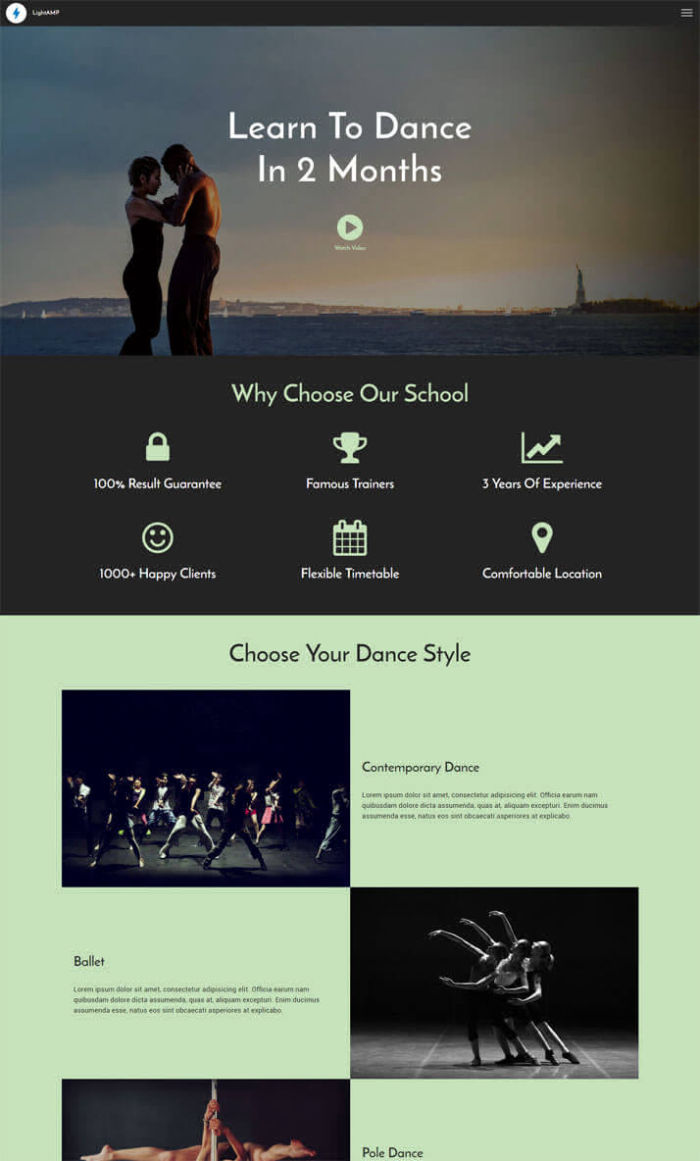 LightAMP
Learn To Dance
In 2 Months
Watch Video
Why Choose Our School
100% Result Guarantee
Famous Trainers
3 Years Of Experience
1000+ Happy Clients
Flexible Timetable
Comfortable Location
Choose Your Dance Style
Contemporary Dance
Lorem ipsum dolor sit amet, consectetur adipisicing elit. Officia earum nam
quibusdam dolore dicta assumenda, quas at, aliquam excepturi. Enim ducimus
assumenda esse, natus eos sint obcaecati asperiores at explicabo.
Ballet
Lorem ipsum dolor sit amet, consectetur adipisicing elit. Officia earum nam
quibusdam dolore dicta assumenda, quas at, aliquam excepturi. Enim ducimus
assumenda esse, natus eos sint obcaecati asperiores at explicabo.
Pole Dance